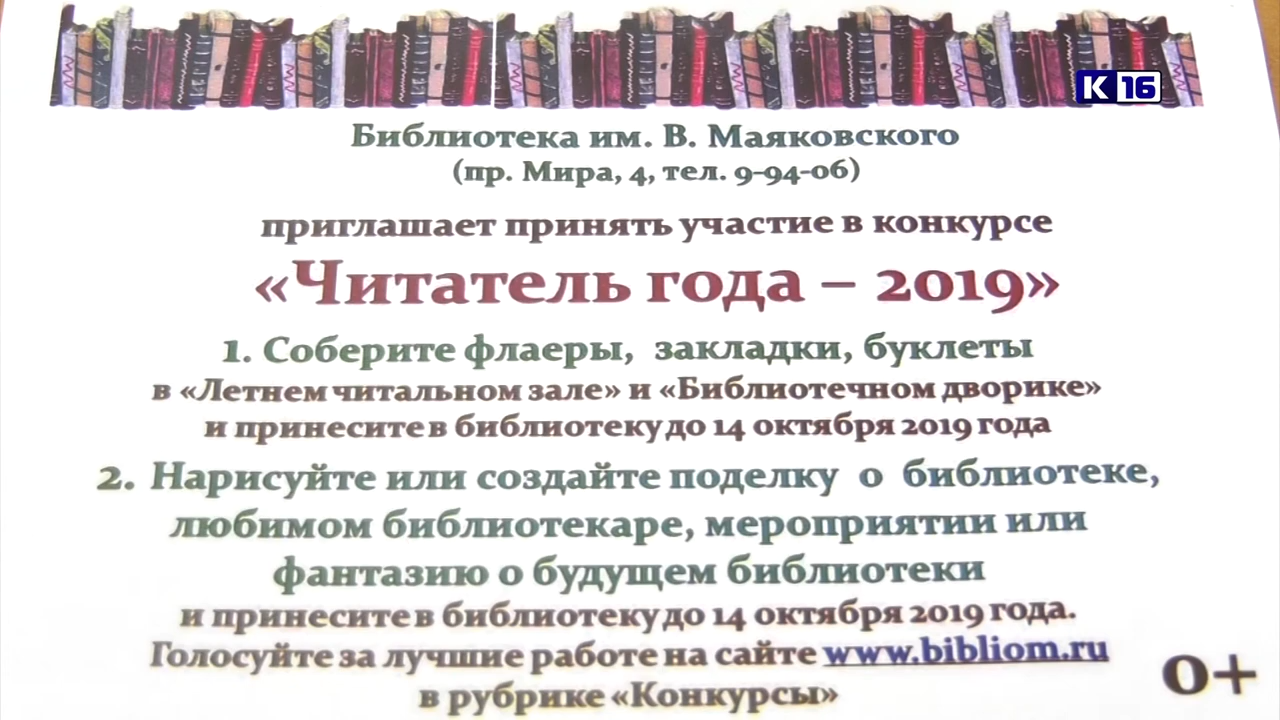 К 16
Библиотека им. В. Маяковского
(пр. Мира, 4, тел. 9-94-06)
приглашает принять участие в конкурсе
«Читатель года – 2019»
1. Соберите флаеры, закладки, буклеты
в «Летнем читальном зале» и «Библиотечном дворике»
и принесите в библиотеку до 14 октября 2019 года
2. Нарисуйте или создайте поделку о библиотеке,
любимом библиотекаре, мероприятии или
фантазию о будущем библиотеки
и принесите в библиотеку до 14 октября 2019 года.
Голосуйте за лучшие работе на сайте www.bibliom.ru
в рубрике «Конкурсы»
0+